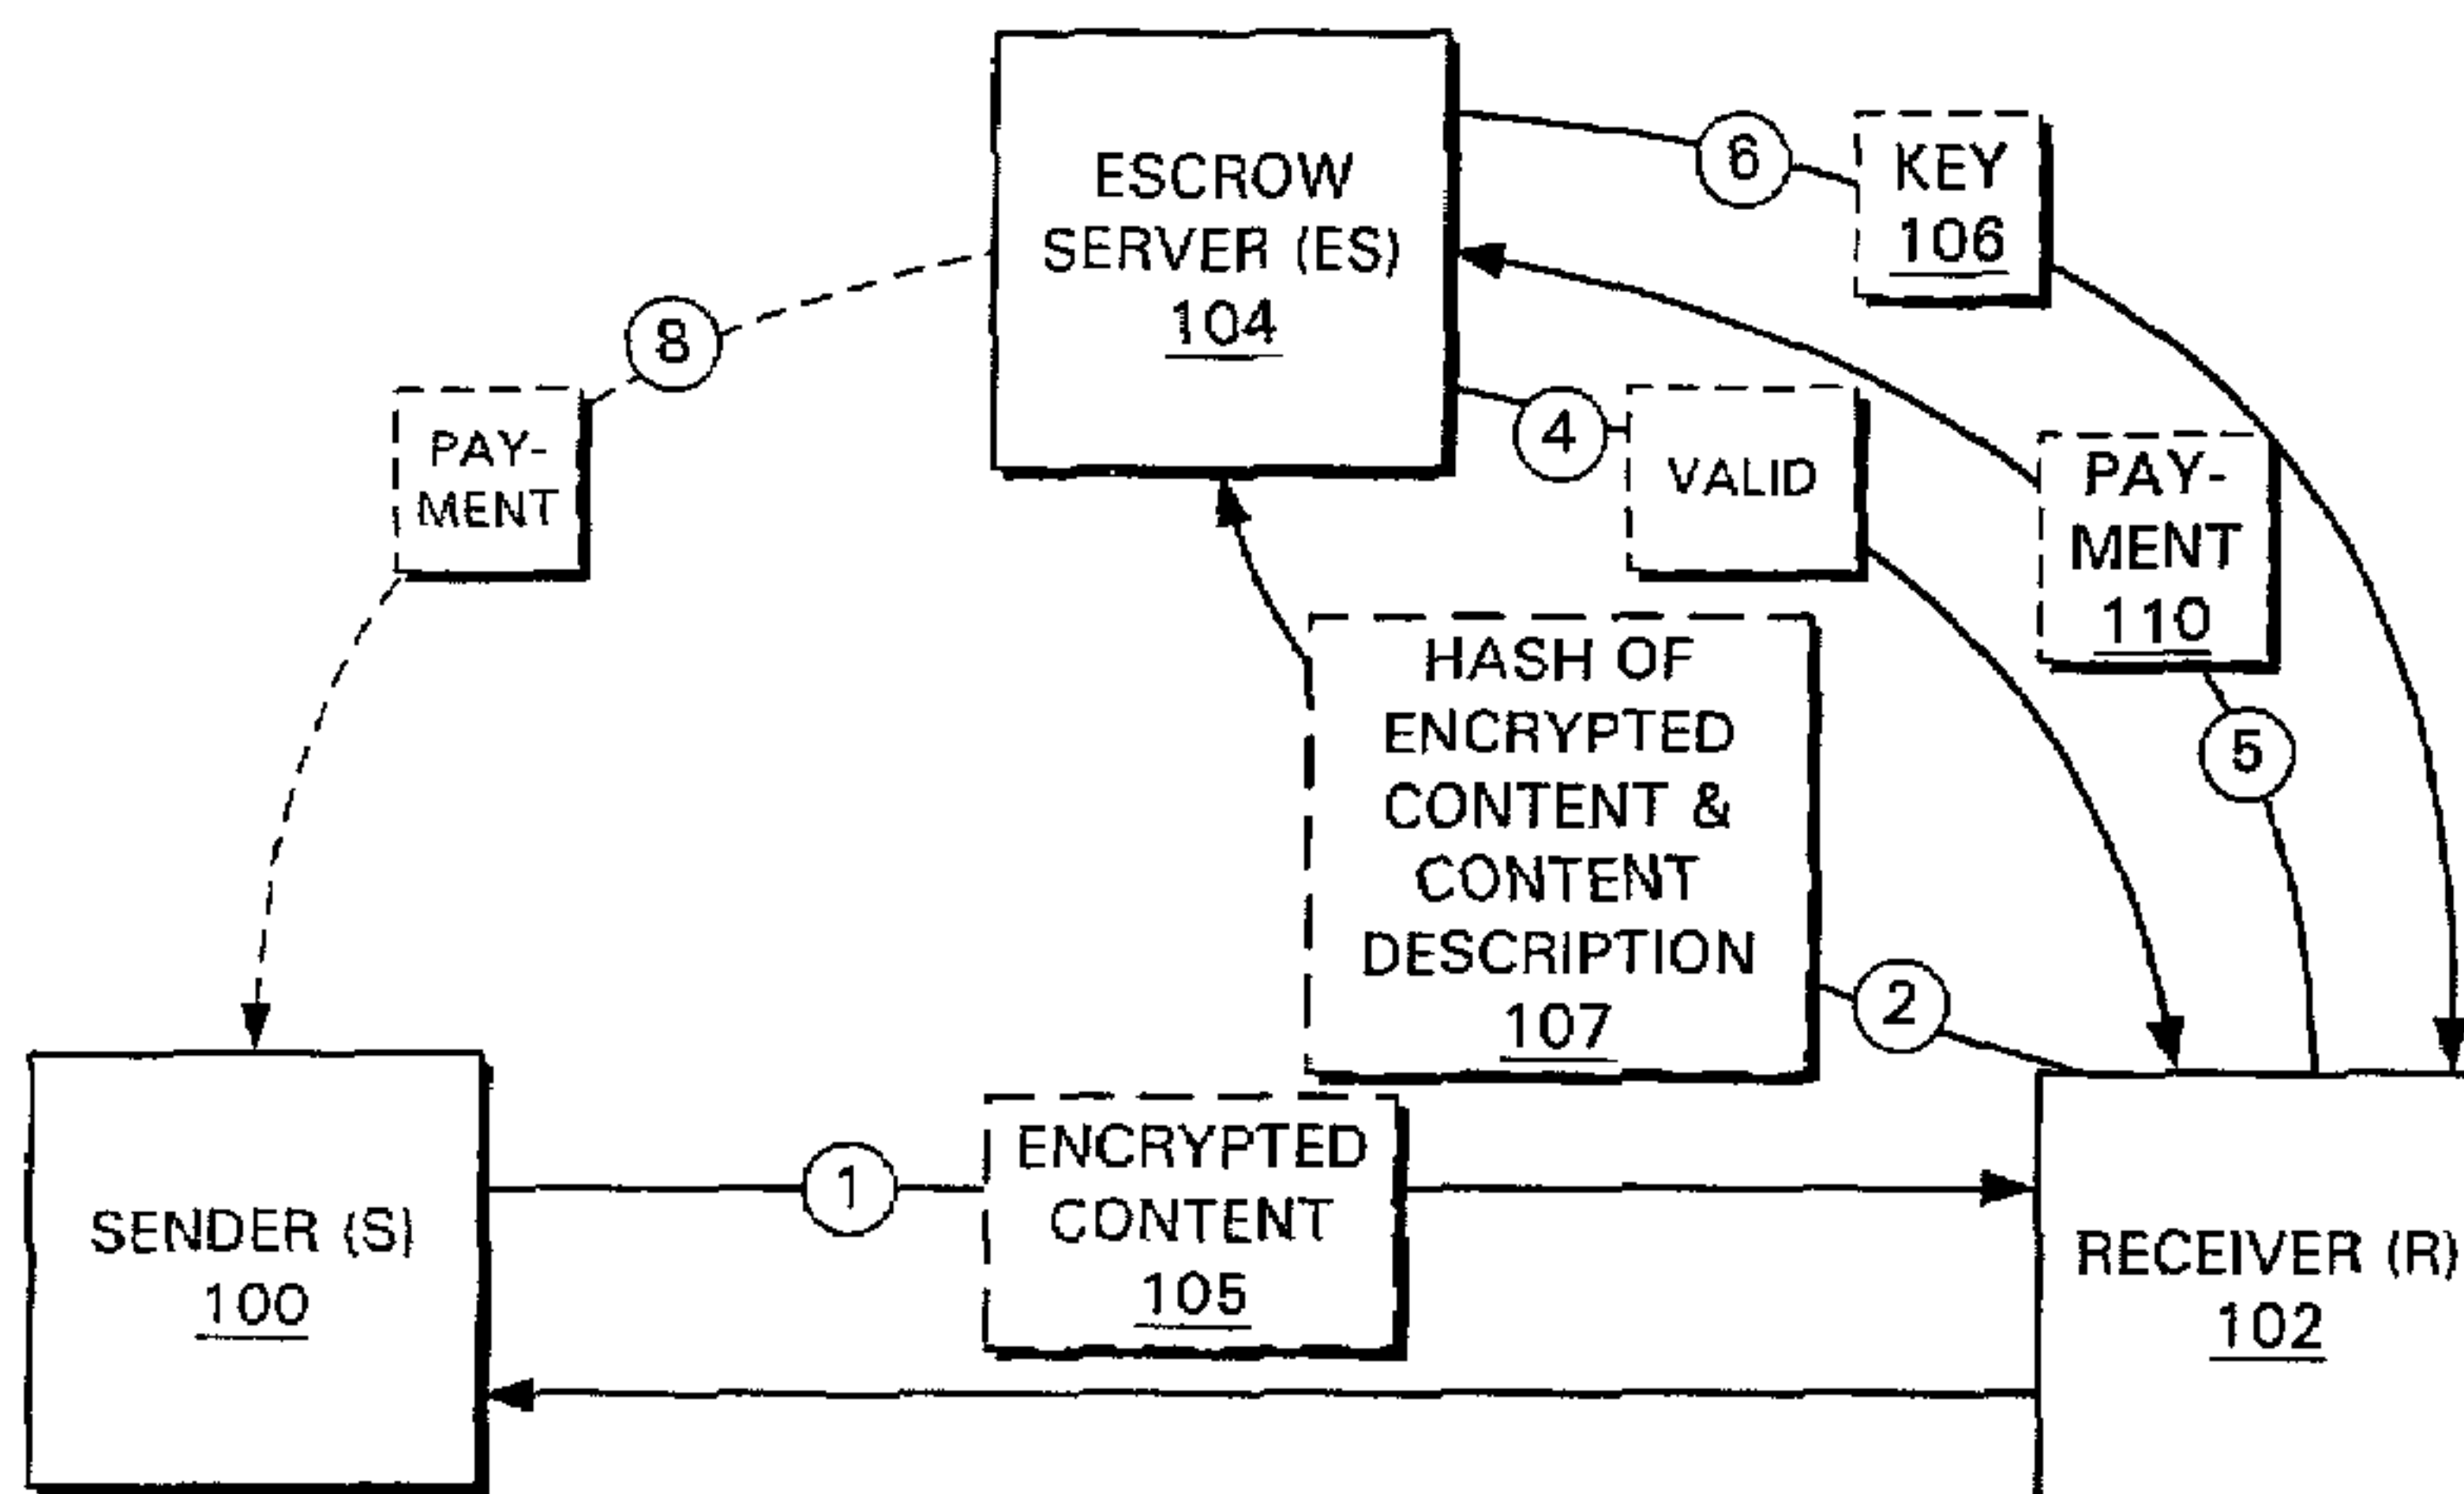 ESCROW
SERVER (ES)
104
6
KEY
106
8
PAY-
MENT
4
VALID
PAY-
MENT
110
5
HASH OF
ENCRYPTED
CONTENT &
CONTENT
DESCRIPTION
107
2
SENDER (S)
100
1
ENCRYPTED
CONTENT
105
RECEIVER (R)
102